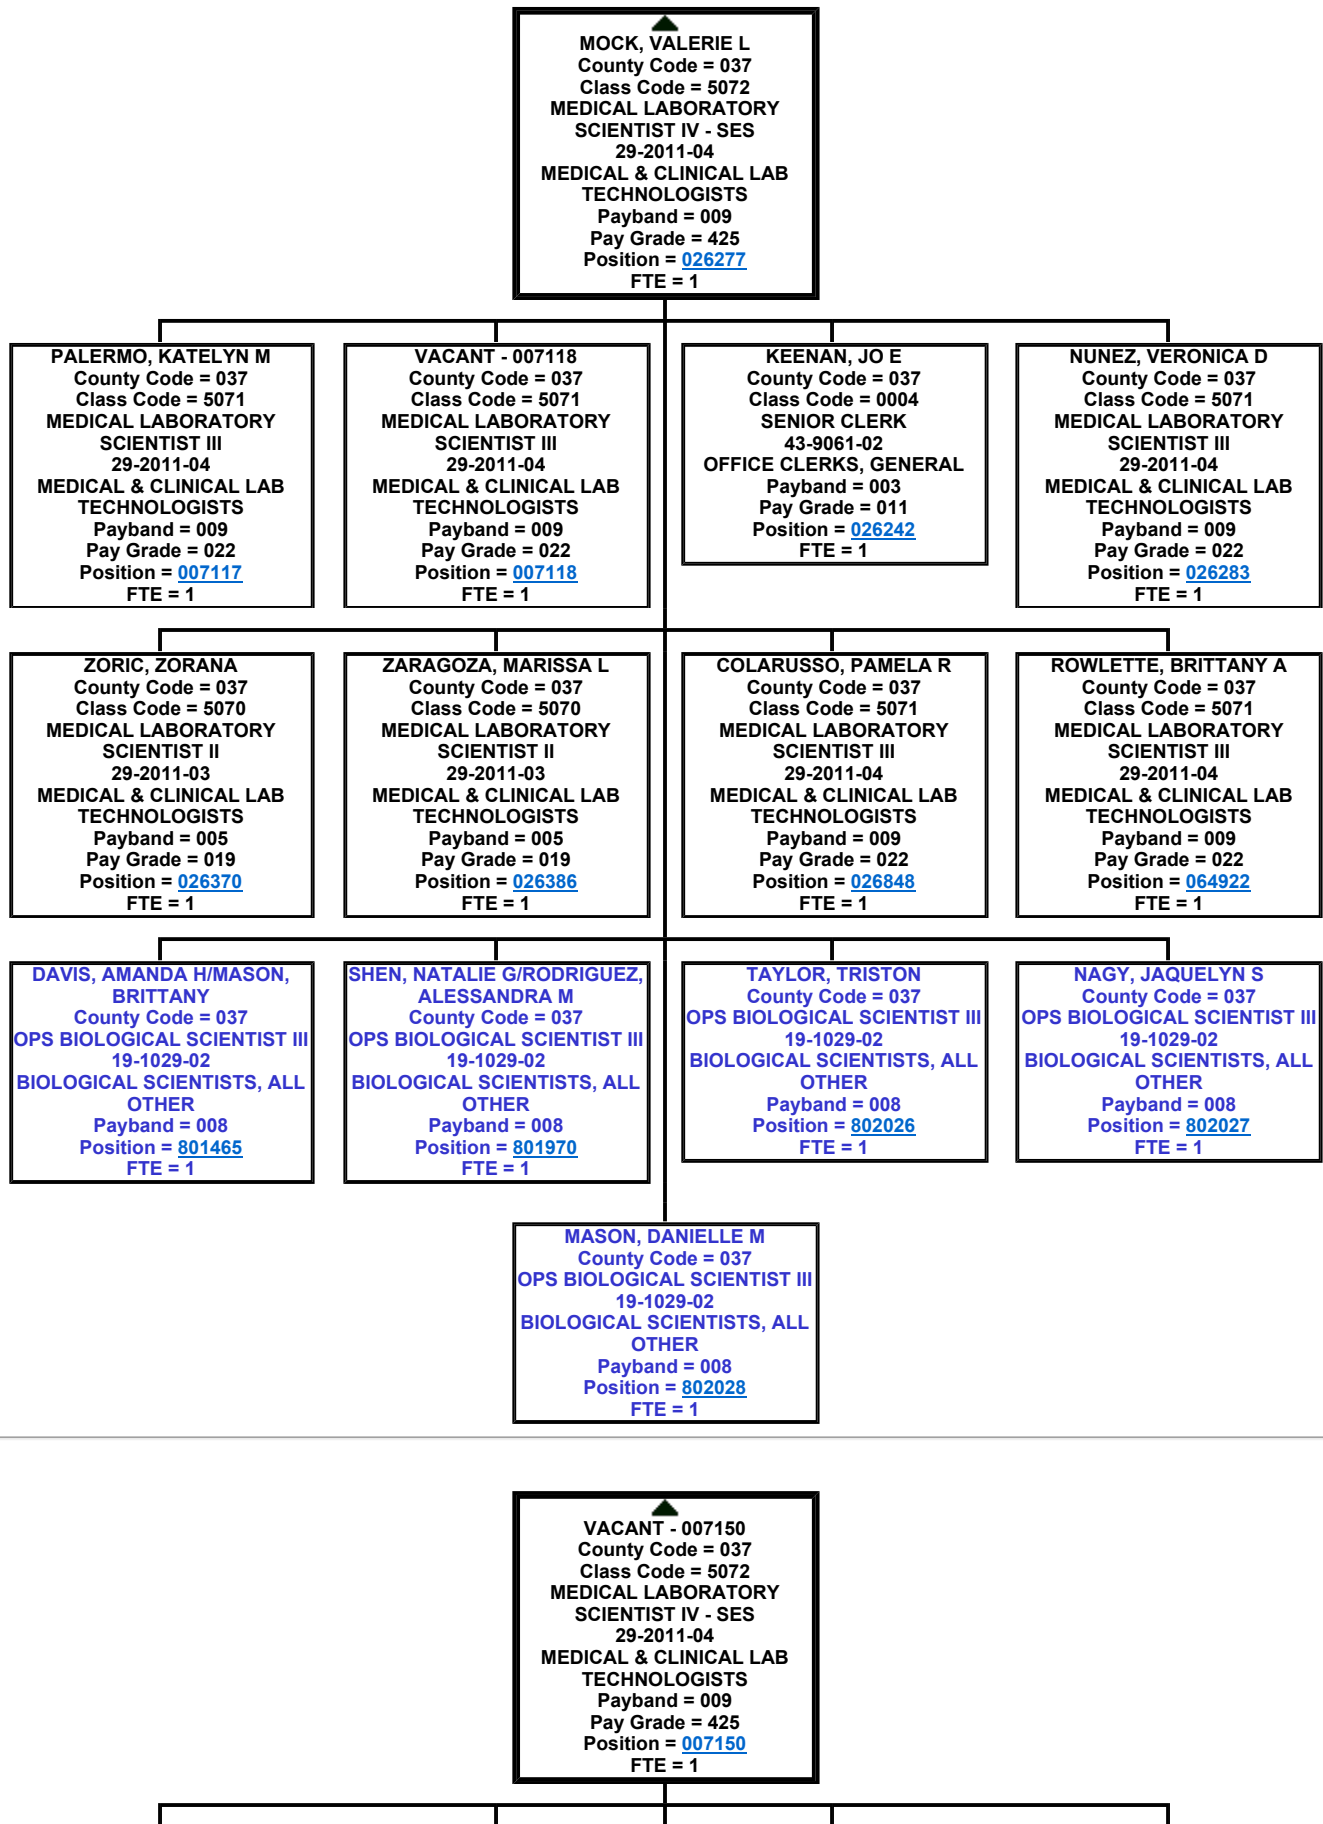 MOCK, VALERIE L
County Code = 037
Class Code = 5072
MEDICAL LABORATORY
SCIENTIST IV - SES
29-2011-04
MEDICAL & CLINICAL LAB
TECHNOLOGISTS
Payband = 009
Pay Grade = 425
Position = 026277
FTE = 1
PALERMO, KATELYN M
County Code = 037
Class Code = 5071
MEDICAL LABORATORY
SCIENTIST III
29-2011-04
MEDICAL & CLINICAL LAB
TECHNOLOGISTS
Payband = 009
Pay Grade = 022
Position = 007117
FTE = 1
VACANT - 007118
County Code = 037
Class Code = 5071
MEDICAL LABORATORY
SCIENTIST III
29-2011-04
MEDICAL & CLINICAL LAB
TECHNOLOGISTS
Payband = 009
Pay Grade = 022
Position = 007118
FTE = 1
KEENAN, JO E
County Code = 037
Class Code = 0004
SENIOR CLERK
43-9061-02
OFFICE CLERKS, GENERAL
Payband = 003
Pay Grade = 011
Position = 026242
FTE = 1
NUNEZ, VERONICA D
County Code = 037
Class Code = 5071
MEDICAL LABORATORY
SCIENTIST III
29-2011-04
MEDICAL & CLINICAL LAB
TECHNOLOGISTS
Payband = 009
Pay Grade = 022
Position = 026283
FTE = 1
ZORIC, ZORANA
County Code = 037
Class Code = 5070
MEDICAL LABORATORY
SCIENTIST II
29-2011-03
MEDICAL & CLINICAL LAB
TECHNOLOGISTS
Payband = 005
Pay Grade = 019
Position = 026370
FTE = 1
ZARAGOZA, MARISSA L
County Code = 037
Class Code = 5070
MEDICAL LABORATORY
SCIENTIST II
29-2011-03
MEDICAL & CLINICAL LAB
TECHNOLOGISTS
Payband = 005
Pay Grade = 019
Position = 026386
FTE = 1
COLARUSSO, PAMELA R
County Code = 037
Class Code = 5071
MEDICAL LABORATORY
SCIENTIST III
29-2011-04
MEDICAL & CLINICAL LAB
TECHNOLOGISTS
Payband = 009
Pay Grade = 022
Position = 026848
FTE = 1
ROWLETTE, BRITTANY A
County Code = 037
Class Code = 5071
MEDICAL LABORATORY
SCIENTIST III
29-2011-04
MEDICAL & CLINICAL LAB
TECHNOLOGISTS
Payband = 009
Pay Grade = 022
Position = 064922
FTE = 1
DAVIS, AMANDA H/MASON,
BRITTANY
County Code = 037
OPS BIOLOGICAL SCIENTIST III
19-1029-02
BIOLOGICAL SCIENTISTS, ALL
OTHER
Payband = 008
Position = 801465
FTE = 1
SHEN, NATALIE G/RODRIGUEZ,
ALESSANDRA M
County Code = 037
OPS BIOLOGICAL SCIENTIST III
19-1029-02
BIOLOGICAL SCIENTISTS, ALL
OTHER
Payband = 008
Position = 801970
FTE = 1
TAYLOR, TRISTON
County Code = 037
OPS BIOLOGICAL SCIENTIST III
19-1029-02
BIOLOGICAL SCIENTISTS, ALL
OTHER
Payband = 008
Position = 802026
FTE = 1
NAGY, JAQUELYN S
County Code = 037
OPS BIOLOGICAL SCIENTIST III
19-1029-02
BIOLOGICAL SCIENTISTS, ALL
OTHER
Payband = 008
Position = 802027
FTE = 1
MASON, DANIELLE M
County Code = 037
OPS BIOLOGICAL SCIENTIST III
19-1029-02
BIOLOGICAL SCIENTISTS, ALL
OTHER
Payband = 008
Position = 802028
FTE = 1
VACANT - 007150
County Code = 037
Class Code = 5072
MEDICAL LABORATORY
SCIENTIST IV - SES
29-2011-04
MEDICAL & CLINICAL LAB
TECHNOLOGISTS
Payband = 009
Pay Grade = 425
Position = 007150
FTE = 1